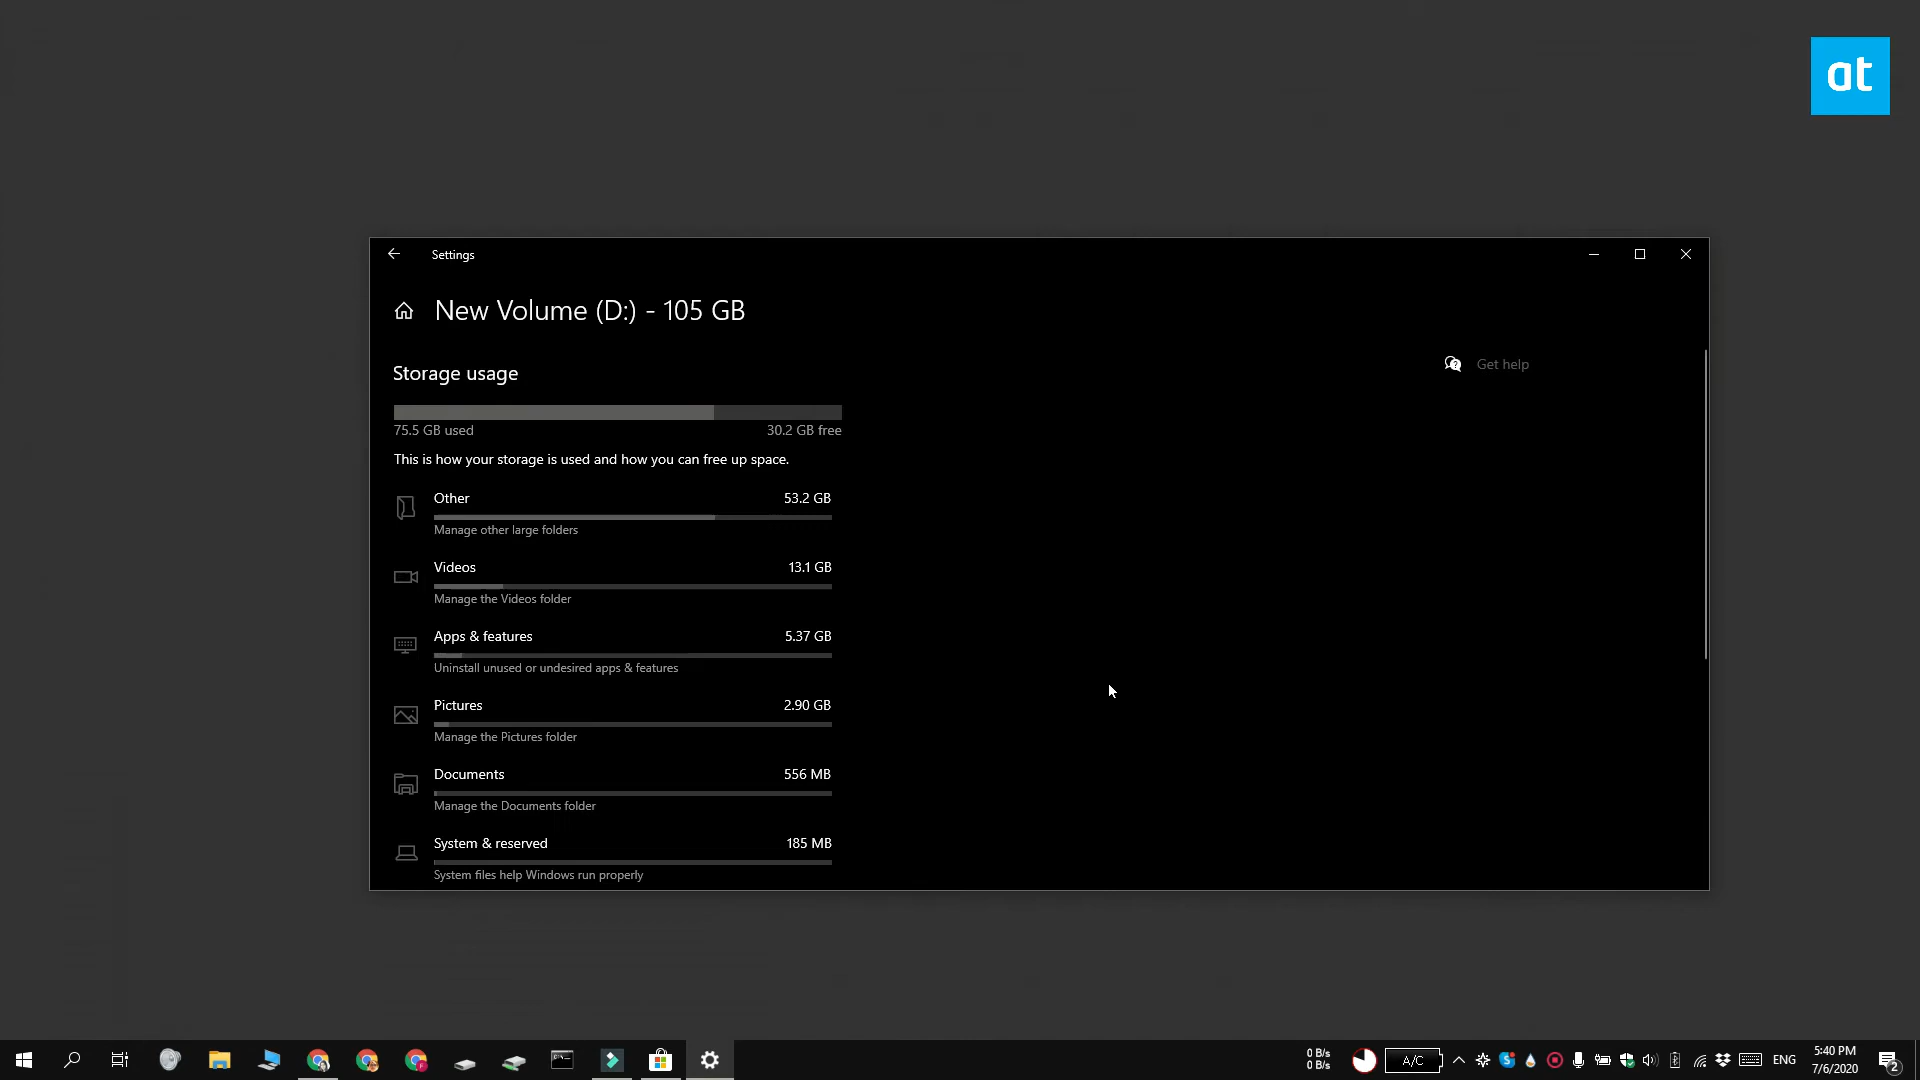 at
Settings
New Volume (D:) - 105 GB
Get help
Storage usage
75.5 GB used 30.2 GB free
This is how your storage is used and how you can free up space.
Other 53.2 GB
Manage other large folders
Videos 13.1 GB
Manage the Videos folder
Apps & features 5.37 GB
Uninstall unused or undesired apps & features
Pictures 2.90 GB
Manage the Pictures folder
Documents 556 MB
Manage the Documents folder
System & reserved 185 MB
System files help Windows run properly
0 B/s
0 B/s
A/C
ENG
5:40 PM
7/6/2020
2